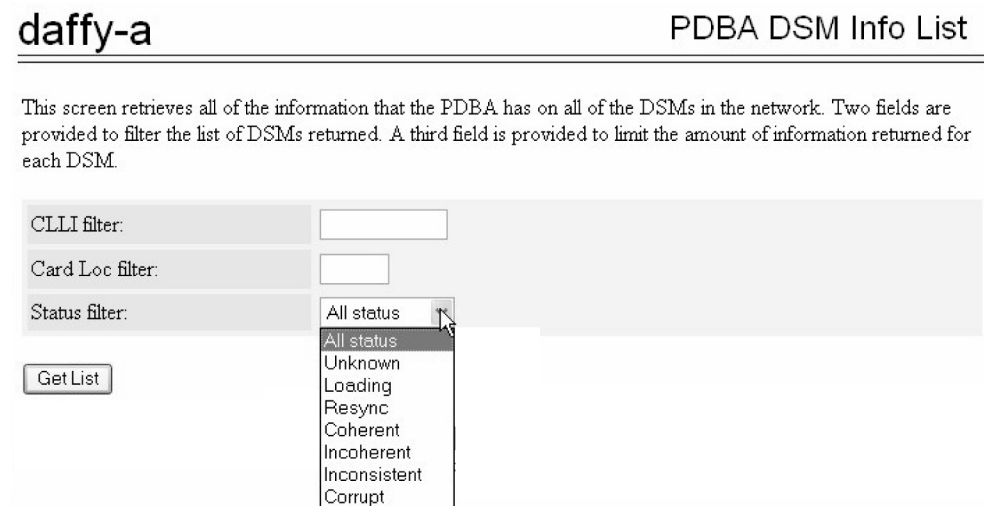 daffy-a
PDBA DSM Info List
This screen retrieves all of the information that the PDBA has on all of the DSMs in the network. Two fields are
provided to filter the list of DSMs returned. A third field is provided to limit the amount of information returned for
each DSM.
CLLI filter:
Card Loc filter:
Status filter:
All status
All status
Unknown
Loading
Resync
Coherent
Incoherent
Inconsistent
Corrupt
Get List